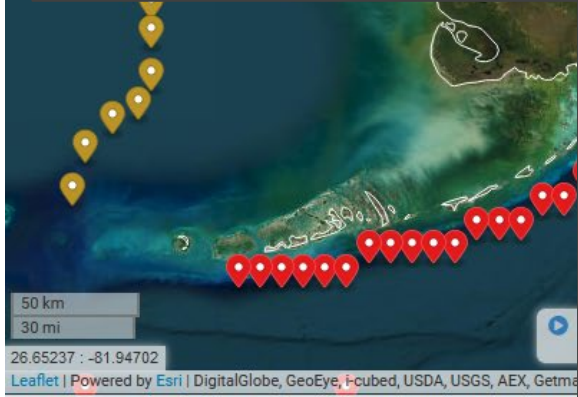 50 km
30 mi
26.65237 : -81.94702
Leaflet | Powered by Esri | DigitalGlobe, GeoEye, i-cubed, USDA, USGS, AEX, Getma